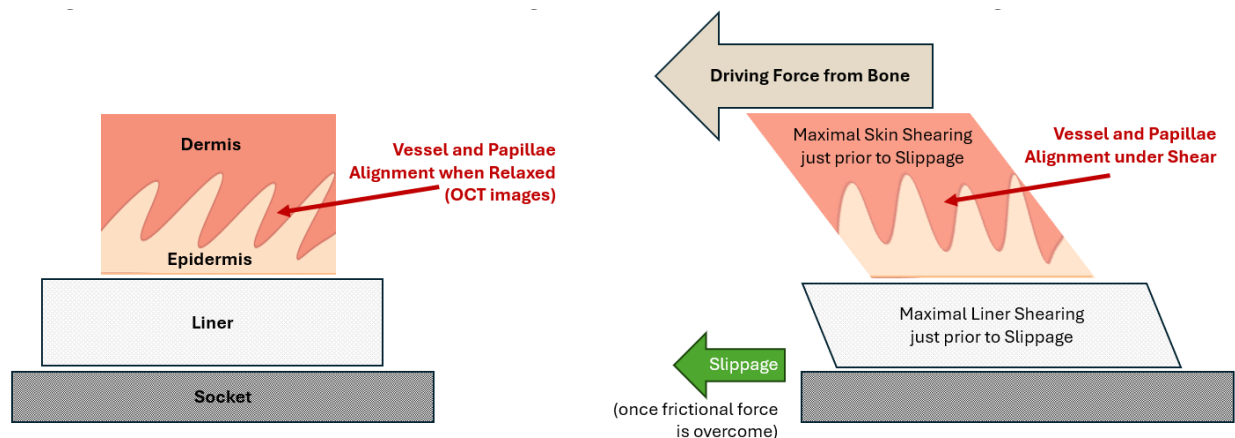 Dermis
Vessel and Papillae
Alignment when Relaxed
(OCT images)
Epidermis
Liner
Socket
Driving Force from Bone
Maximal Skin Shearing
just prior to Slippage
Vessel and Papillae
Alignment under Shear
Maximal Liner Shearing
just prior to Slippage
Slippage
(once frictional force
is overcome)